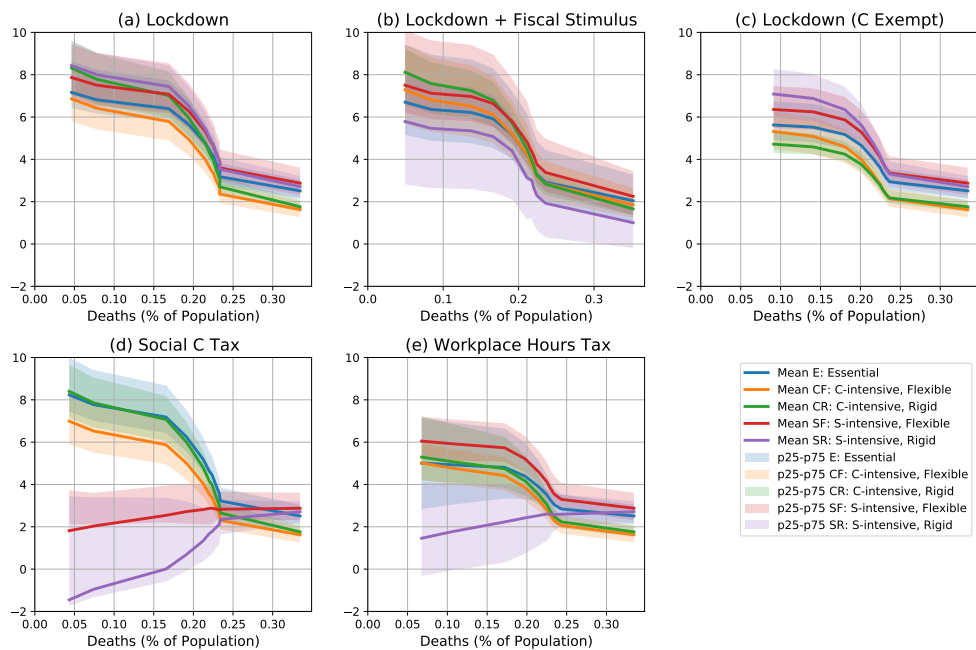 (a) Lockdown
10
8
6
4
2
0
−2
0.00 0.05 0.10 0.15 0.20 0.25 0.30
Deaths (% of Population)
(b) Lockdown + Fiscal Stimulus
10
8
6
4
2
0
−2
0.0 0.1 0.2 0.3
Deaths (% of Population)
(c) Lockdown (C Exempt)
10
8
6
4
2
0
−2
0.00 0.05 0.10 0.15 0.20 0.25 0.30
Deaths (% of Population)
(d) Social C Tax
10
8
6
4
2
0
−2
0.00 0.05 0.10 0.15 0.20 0.25 0.30
Deaths (% of Population)
(e) Workplace Hours Tax
10
8
6
4
2
0
−2
0.00 0.05 0.10 0.15 0.20 0.25 0.30
Deaths (% of Population)
Mean E: Essential
Mean CF: C-intensive, Flexible
Mean CR: C-intensive, Rigid
Mean SF: S-intensive, Flexible
Mean SR: S-intensive, Rigid
p25-p75 E: Essential
p25-p75 CF: C-intensive, Flexible
p25-p75 CR: C-intensive, Rigid
p25-p75 SF: S-intensive, Flexible
p25-p75 SR: S-intensive, Rigid